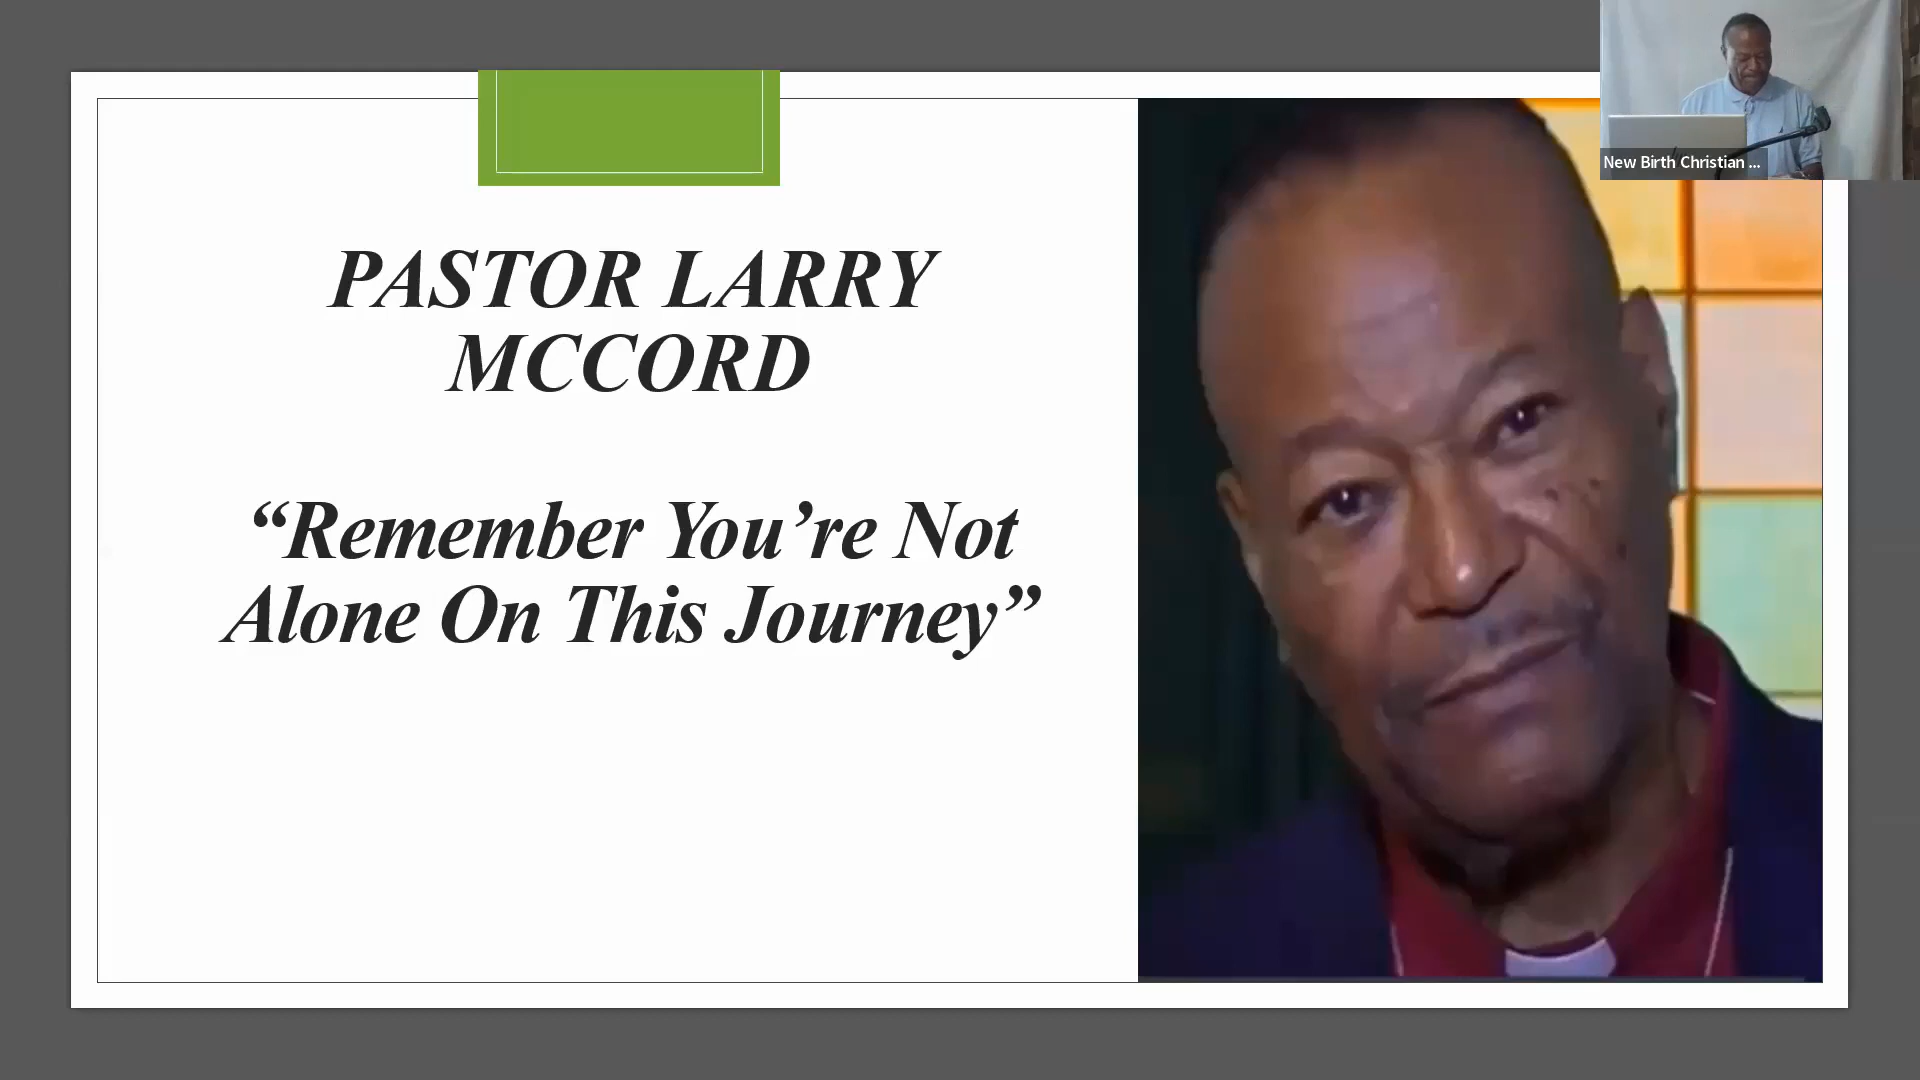 New Birth Christian ...
PASTOR LARRY
MCCORD
“Remember You’re Not
Alone On This Journey”